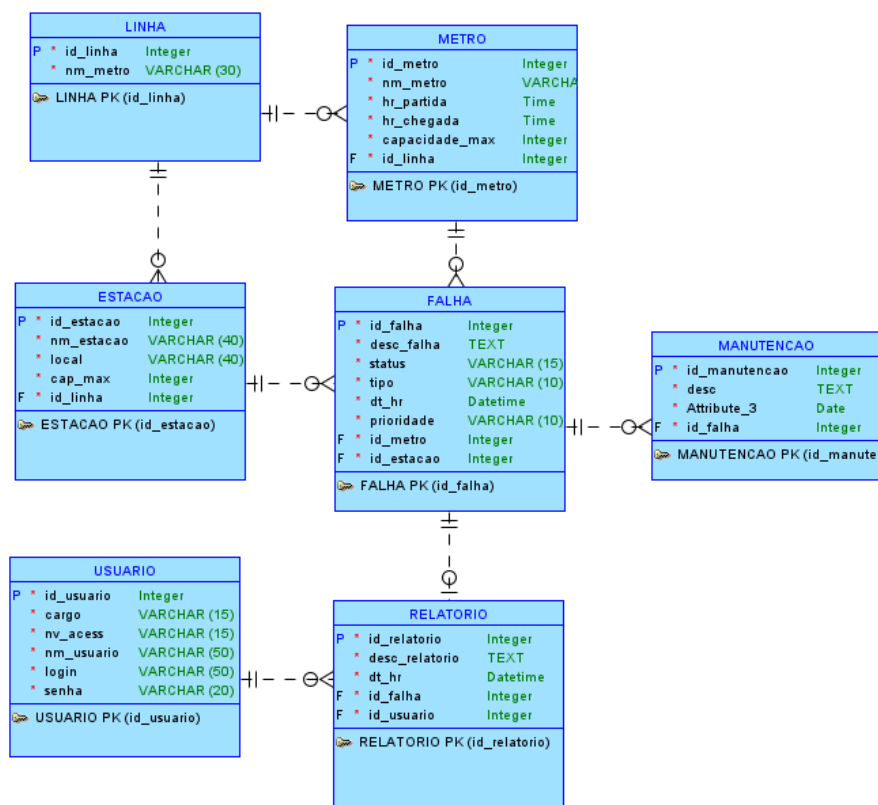 LINHA
P * id_linha Integer
* nm_metro VARCHAR (30)
LINHA PK (id_linha)
METRO
P * id_metro Integer
* nm_metro VARCHA
* hr_partida Time
* hr_chegada Time
* capacidade_max Integer
F * id_linha Integer
METRO PK (id_metro)
ESTACAO
P * id_estacao Integer
* nm_estacao VARCHAR (40)
* local VARCHAR (40)
* cap_max Integer
F * id_linha Integer
ESTACAO PK (id_estacao)
FALHA
P * id_falha Integer
* desc_falha TEXT
* status VARCHAR (15)
* tipo VARCHAR (10)
* dt_hr Datetime
* prioridade VARCHAR (10)
F * id_metro Integer
F * id_estacao Integer
FALHA PK (id_falha)
MANUTENCAO
P * id_manutencao Integer
* desc TEXT
* Attribute_3 Date
F * id_falha Integer
MANUTENCAO PK (id_manute
USUARIO
P * id_usuario Integer
* cargo VARCHAR (15)
* nv_acess VARCHAR (15)
* nm_usuario VARCHAR (50)
* login VARCHAR (50)
* senha VARCHAR (20)
USUARIO PK (id_usuario)
RELATORIO
P * id_relatorio Integer
* desc_relatorio TEXT
* dt_hr Datetime
F * id_falha Integer
F * id_usuario Integer
RELATORIO PK (id_relatorio)